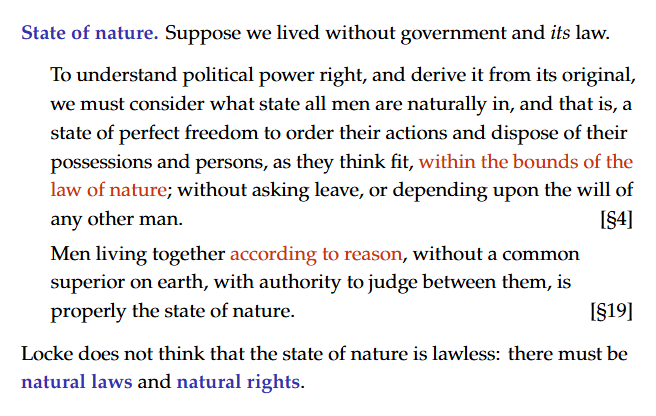 State of nature. Suppose we lived without government and its law.
To understand political power right, and derive it from its original,
we must consider what state all men are naturally in, and that is, a
state of perfect freedom to order their actions and dispose of their
possessions and persons, as they think fit, within the bounds of the
law of nature; without asking leave, or depending upon the will of
any other man. [§4]
Men living together according to reason, without a common
superior on earth, with authority to judge between them, is
properly the state of nature. [§19]
Locke does not think that the state of nature is lawless: there must be
natural laws and natural rights.